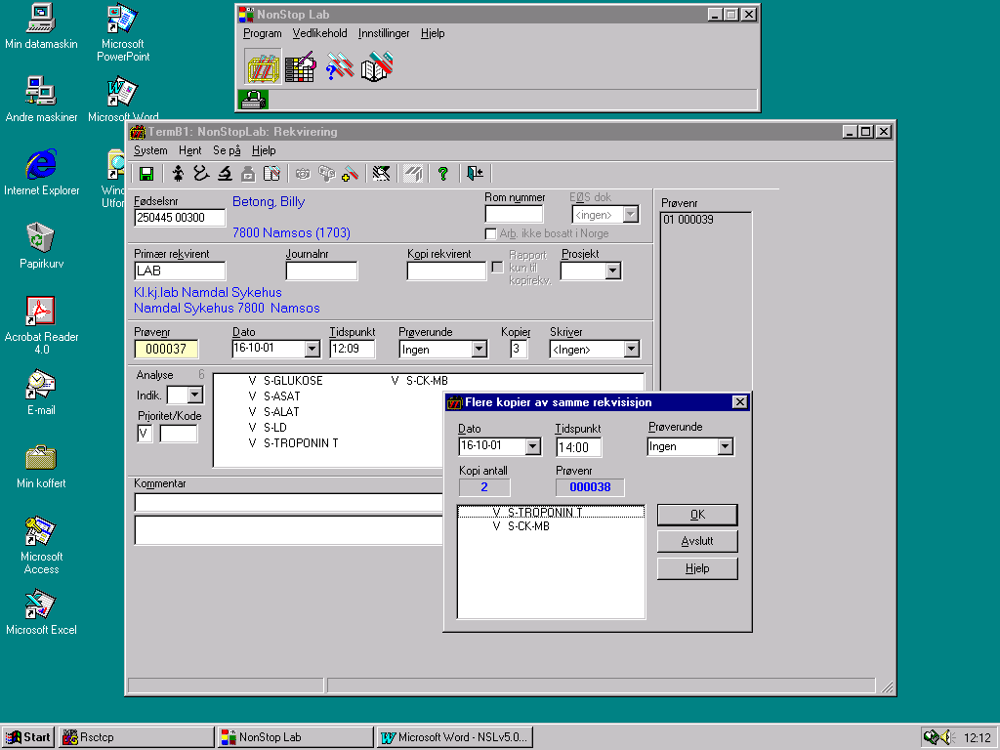 Min datamaskin
Microsoft
PowerPoint
Andre maskiner
Microsoft Word
Internet Explorer
Papirkurv
Acrobat Reader
4.0
E-mail
Min koffert
Microsoft
Access
Microsoft Excel
NonStop Lab
Program Vedlikehold Innstillinger Hjelp
TermB1: NonStopLab: Rekvirering
System Hent Se på Hjelp
Fødselsnr
250445 00300
Betong, Billy
7800 Namsos (1703)
Rom nummer
EØS dok
<ingen>
Arb. ikke bosatt i Norge
Prøvenr
01 000039
Primær rekvirent
LAB
Journalnr
Kopi rekvirent
Rapport
kun til
kopirekv.
Prosjekt
Kl.kj.lab Namdal Sykehus
Namdal Sykehus 7800 Namsos
Prøvenr Dato Tidspunkt Prøverunde Kopier Skriver
000037 16-10-01 12:09 Ingen 3 <Ingen>
Analyse 6
Indik.
Prioritet/Kode
V
V S-GLUKOSE V S-CK-MB
V S-ASAT
V S-ALAT
V S-LD
V S-TROPONIN T
Kommentar
Flere kopier av samme rekvisisjon
Dato Tidspunkt Prøverunde
16-10-01 14:00 Ingen
Kopi antall Prøvenr
2 000038
V S-TROPONIN T
V S-CK-MB
OK
Avslutt
Hjelp
Start Rsctcp NonStop Lab Microsoft Word - NSLv5.0... 12:12